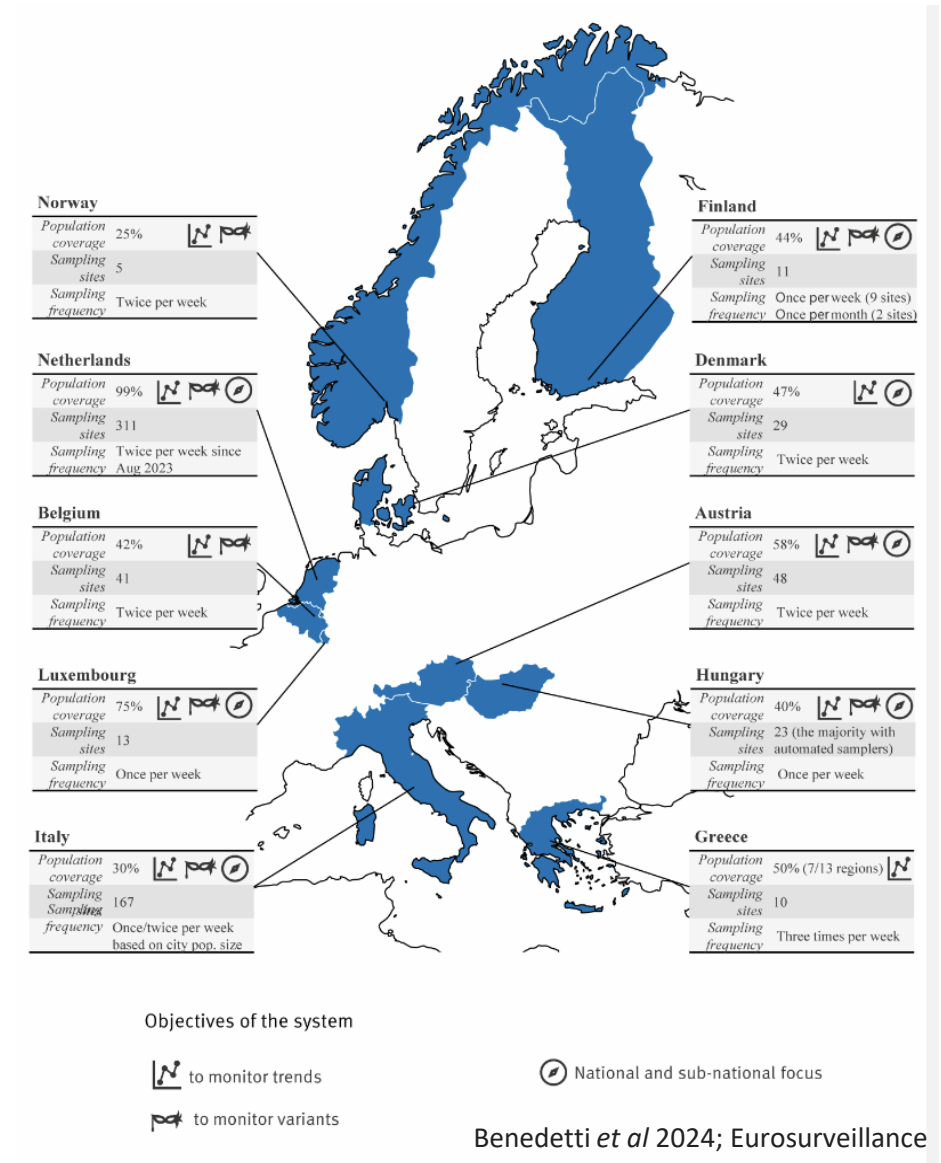 Norway
Population coverage 25%
Sampling sites 5
Sampling frequency Twice per week
Netherlands
Population coverage 99%
Sampling sites 311
Sampling frequency Twice per week since Aug 2023
Belgium
Population coverage 42%
Sampling sites 41
Sampling frequency Twice per week
Luxembourg
Population coverage 75%
Sampling sites 13
Sampling frequency Once per week
Italy
Population coverage 30%
Sampling sites 167
Sampling frequency Once/twice per week based on city pop. size
Finland
Population coverage 44%
Sampling sites 11
Sampling frequency Once per week (9 sites) Once per month (2 sites)
Denmark
Population coverage 47%
Sampling sites 29
Sampling frequency Twice per week
Austria
Population coverage 58%
Sampling sites 48
Sampling frequency Twice per week
Hungary
Population coverage 40%
Sampling sites 23 (the majority with automated samplers)
Sampling frequency Once per week
Greece
Population coverage 50% (7/13 regions)
Sampling sites 10
Sampling frequency Three times per week
Objectives of the system
to monitor trends
National and sub-national focus
to monitor variants
Benedetti et al 2024; Eurosurveillance